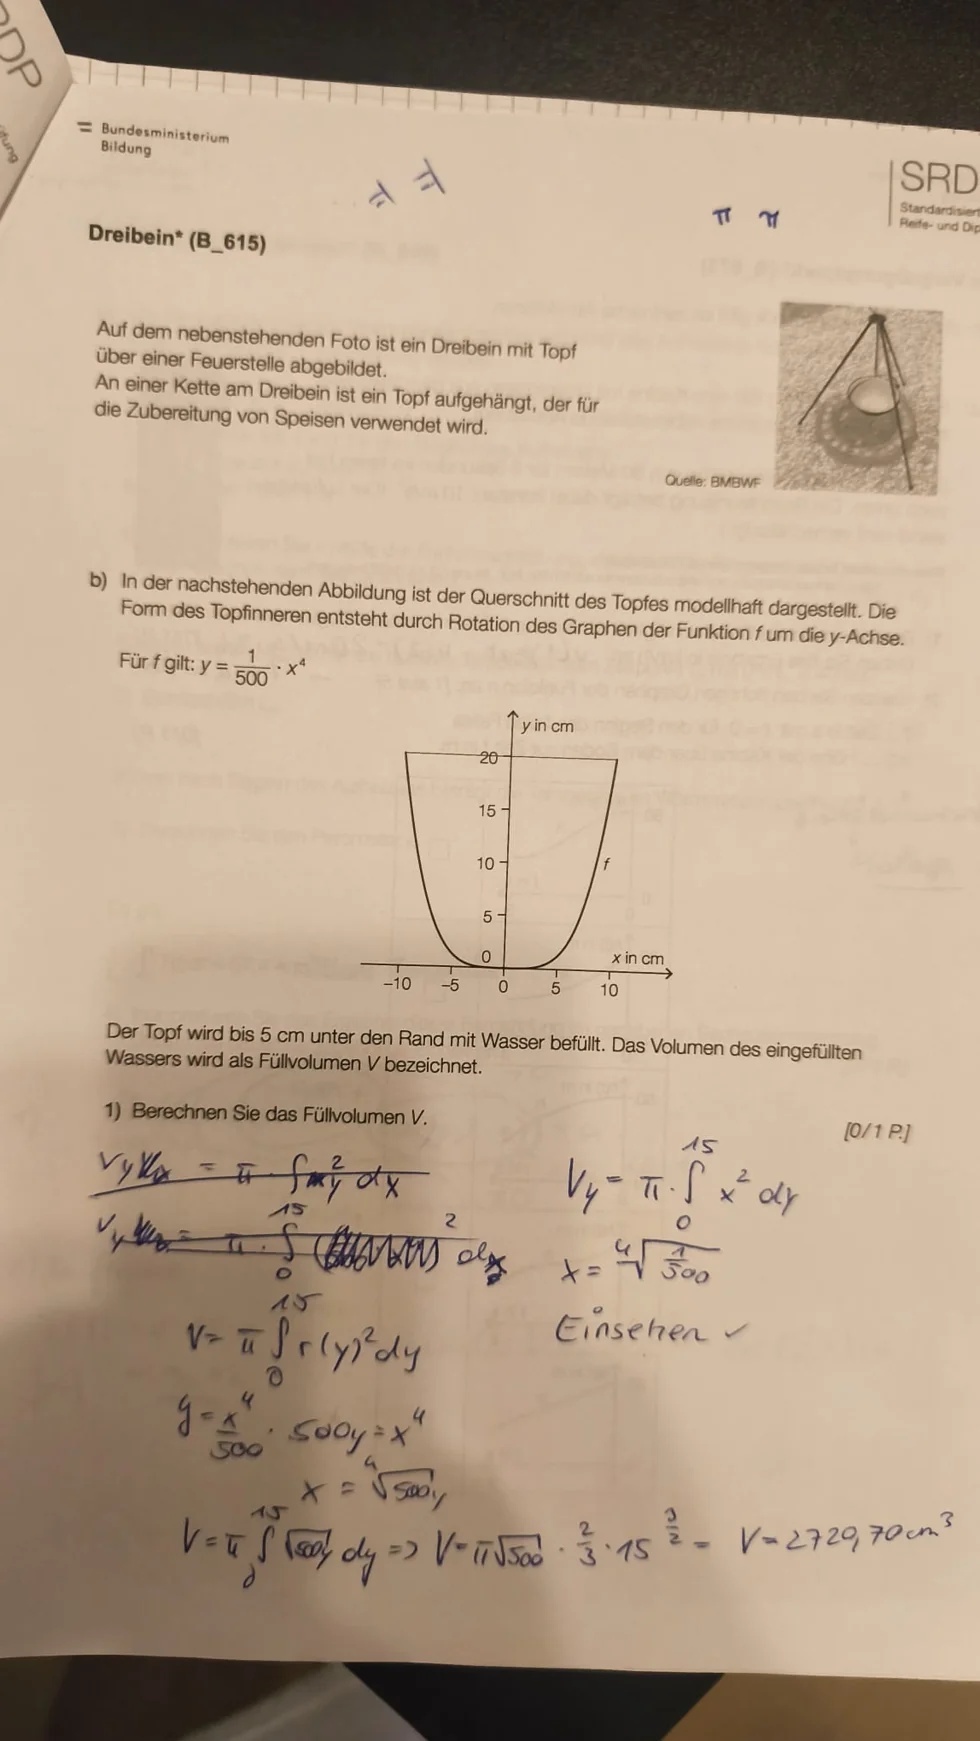 RDP
= Bundesministerium
Bildung
π π
π π
SRD
Standardisiert
Reife- und Dip
Dreibein* (B_615)
Auf dem nebenstehenden Foto ist ein Dreibein mit Topf
über einer Feuerstelle abgebildet.
An einer Kette am Dreibein ist ein Topf aufgehängt, der für
die Zubereitung von Speisen verwendet wird.
Quelle: BMBWF
b) In der nachstehenden Abbildung ist der Querschnitt des Topfes modellhaft dargestellt. Die
Form des Topfinneren entsteht durch Rotation des Graphen der Funktion f um die y-Achse.
Für f gilt: y = 1/500 · x⁴
y in cm
20
15
10
f
5
0
x in cm
-10 -5 0 5 10
Der Topf wird bis 5 cm unter den Rand mit Wasser befüllt. Das Volumen des eingefüllten
Wassers wird als Füllvolumen V bezeichnet.
1) Berechnen Sie das Füllvolumen V.
[0/1 P.]
V_y = π · ∫₀¹⁵ x² dy
x = ⁴√(1/500)
Einsehen ✓
V = π ∫₀¹⁵ r(y)² dy
y = x⁴/500 · 500y = x⁴
x = ⁴√500y
V = π ∫₀¹⁵ √500y dy => V = π√500 · 2/3 · 15^(3/2) = V = 2720,70 cm³